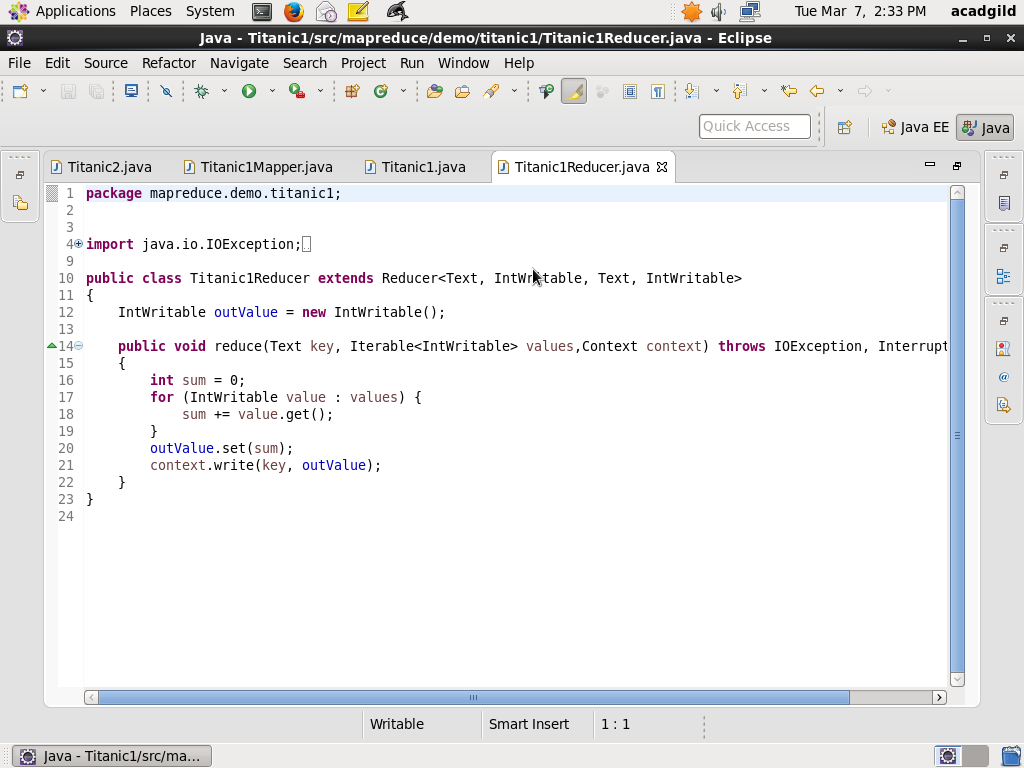 Applications Places System Tue Mar 7, 2:33 PM acadgild
Java - Titanic1/src/mapreduce/demo/titanic1/Titanic1Reducer.java - Eclipse
File Edit Source Refactor Navigate Search Project Run Window Help
Quick Access Java EE Java
Titanic2.java Titanic1Mapper.java Titanic1.java Titanic1Reducer.java
1 package mapreduce.demo.titanic1;
2
3
4 import java.io.IOException;
9
10 public class Titanic1Reducer extends Reducer<Text, IntWritable, Text, IntWritable>
11 {
12 IntWritable outValue = new IntWritable();
13
14 public void reduce(Text key, Iterable<IntWritable> values,Context context) throws IOException, Interrupt
15 {
16 int sum = 0;
17 for (IntWritable value : values) {
18 sum += value.get();
19 }
20 outValue.set(sum);
21 context.write(key, outValue);
22 }
23 }
24
Writable Smart Insert 1 : 1
Java - Titanic1/src/ma...